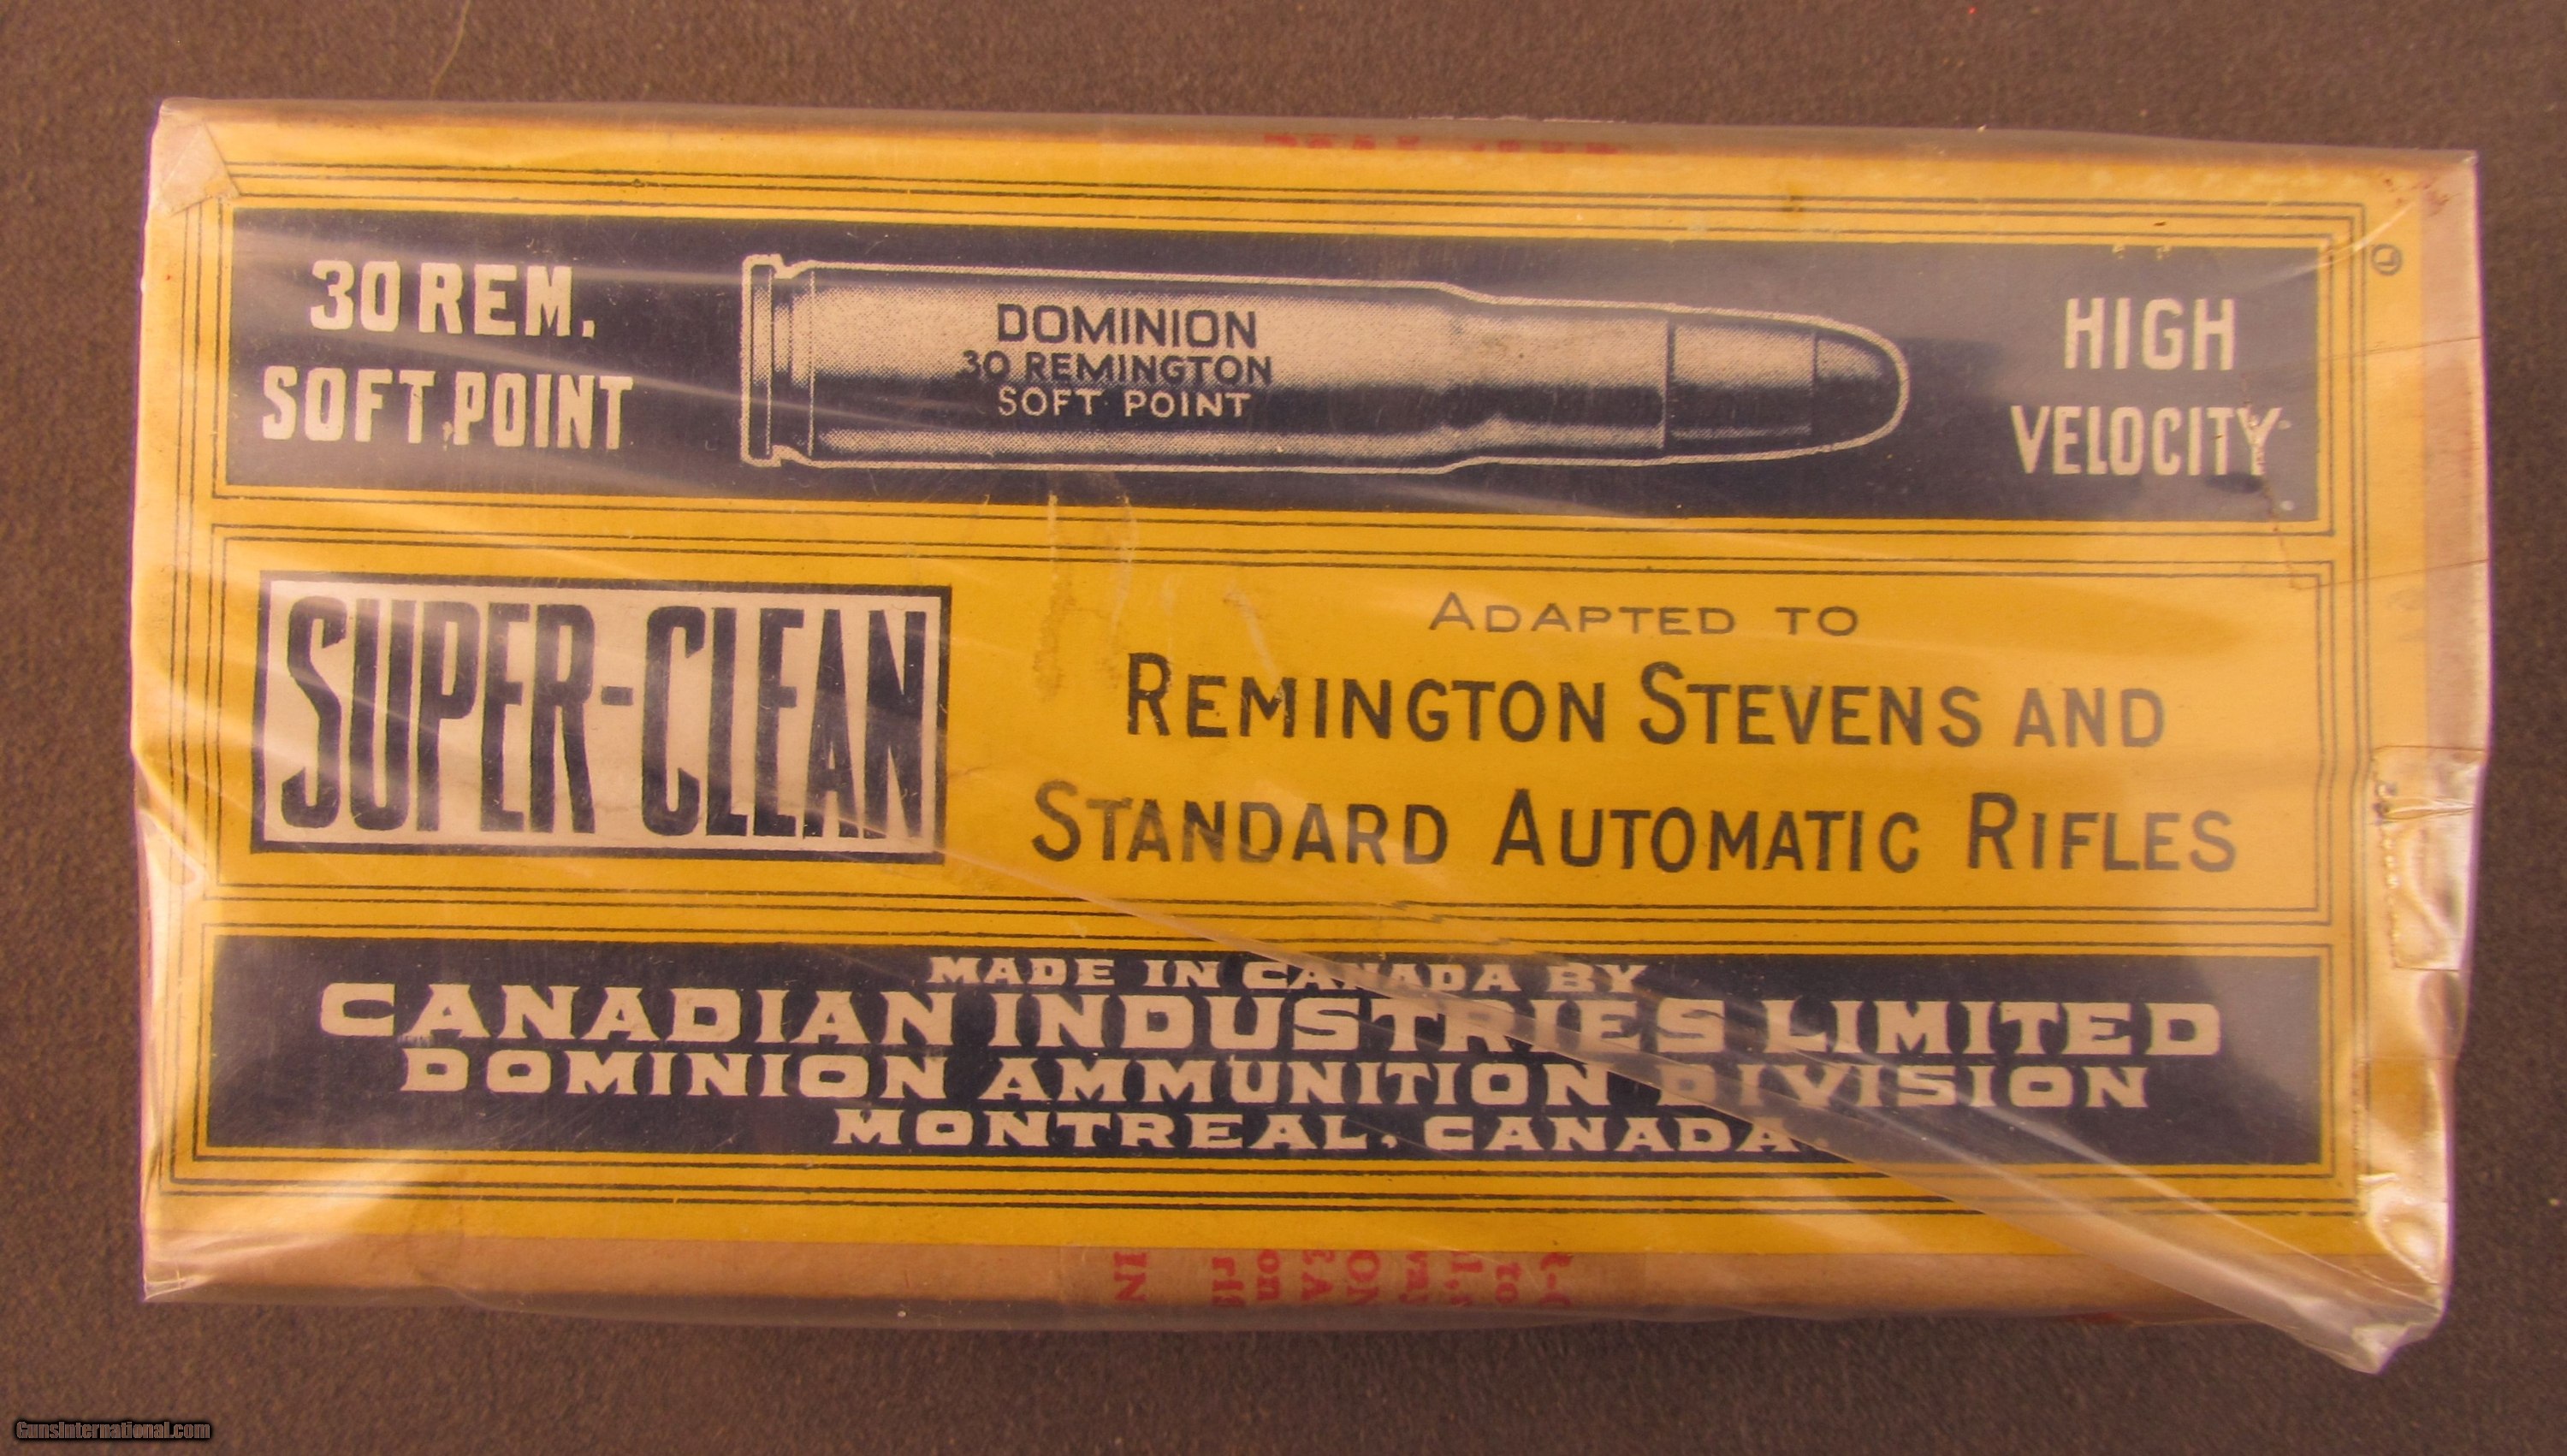 30 REM.
SOFT POINT
DOMINION
30 REMINGTON
SOFT POINT
HIGH
VELOCITY
SUPER-CLEAN
ADAPTED TO
REMINGTON STEVENS AND
STANDARD AUTOMATIC RIFLES
MADE IN CANADA BY
CANADIAN INDUSTRIES LIMITED
DOMINION AMMUNITION DIVISION
MONTREAL, CANADA.
IN
GunsInternational.com